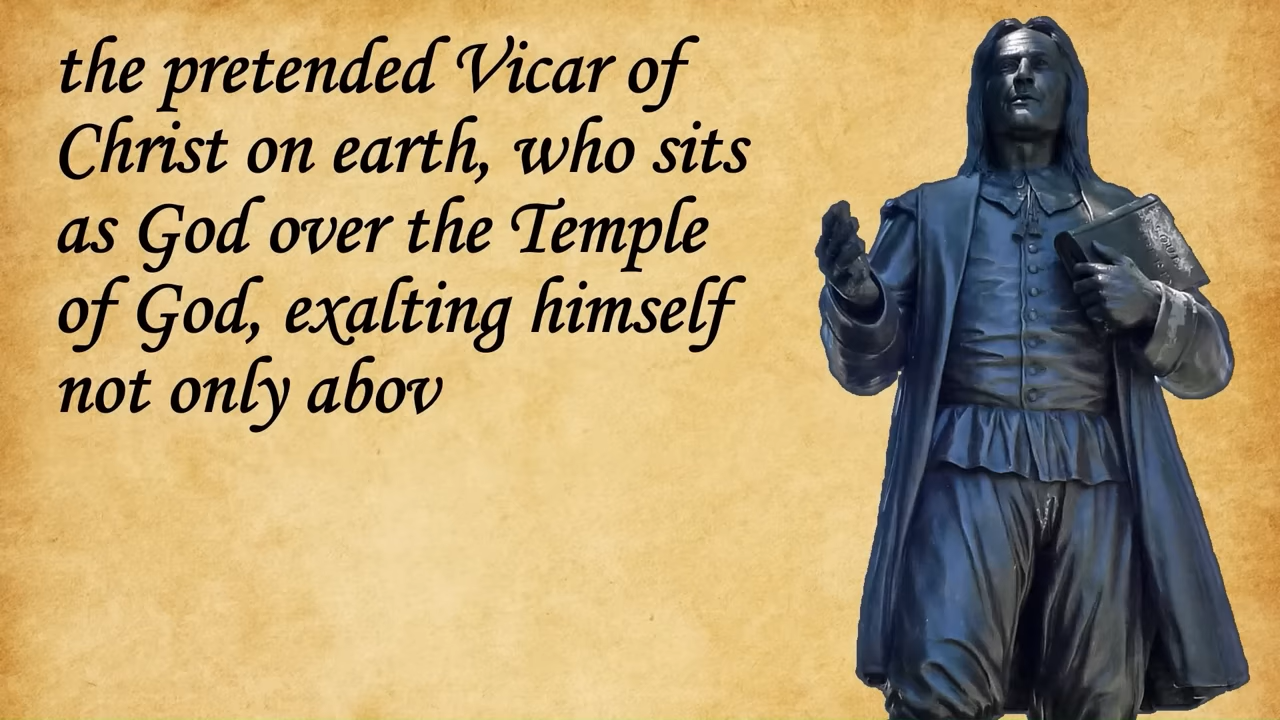 the pretended Vicar of
Christ on earth, who sits
as God over the Temple
of God, exalting himself
not only abov